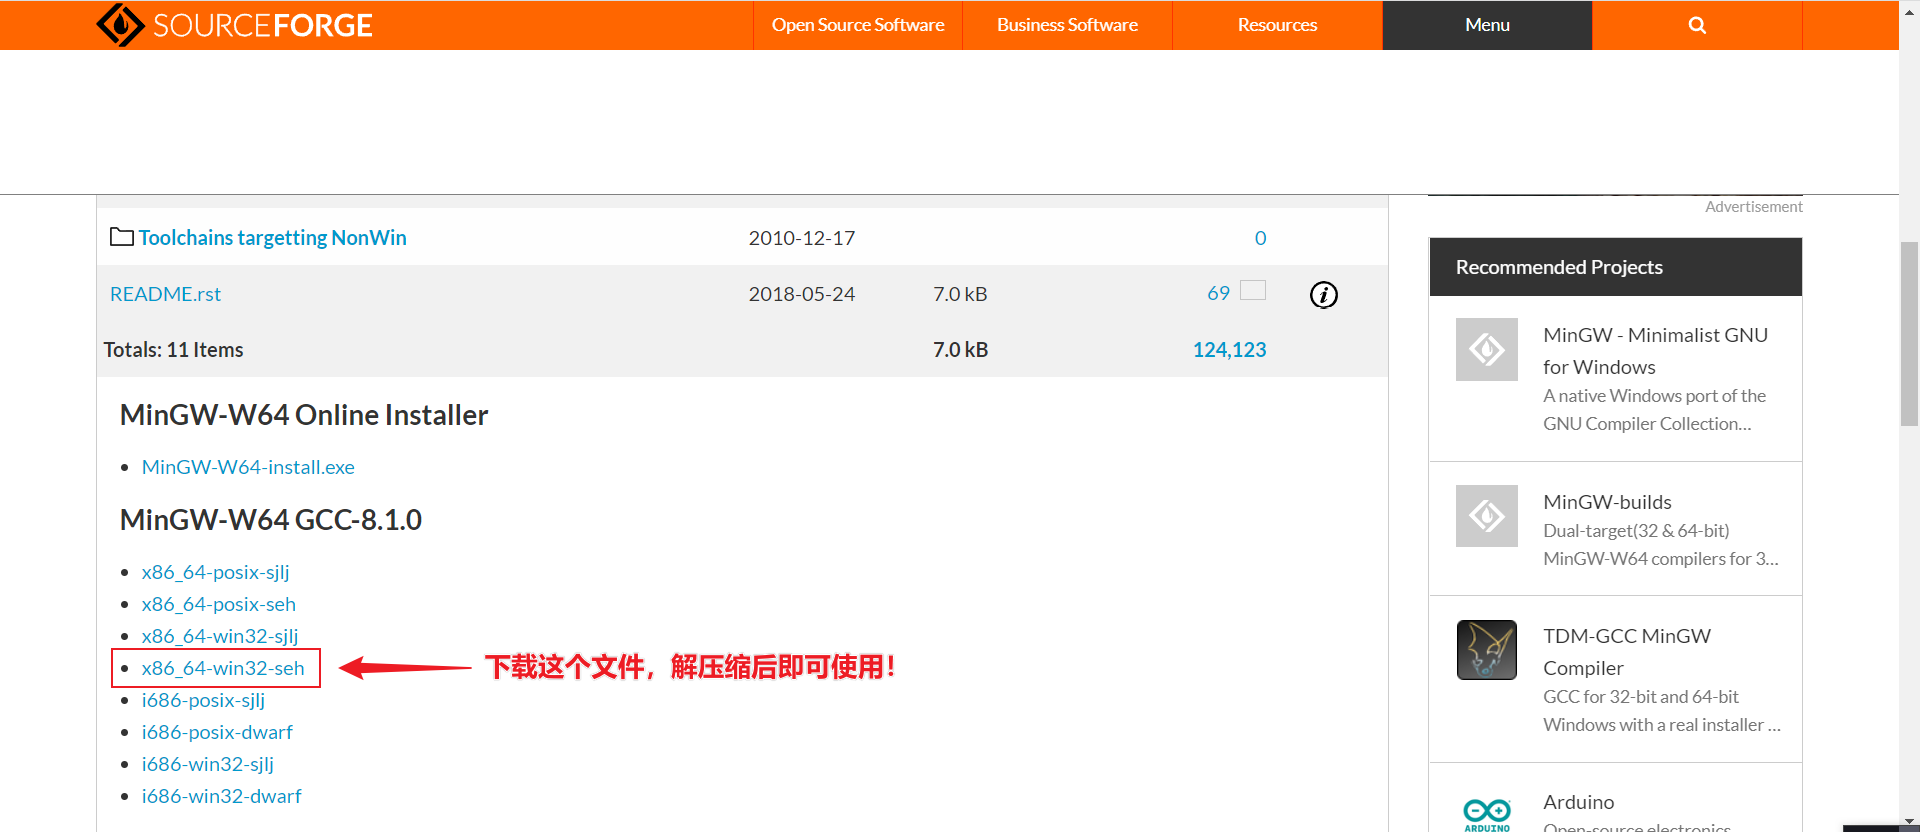 SOURCEFORGE
Open Source Software
Business Software
Resources
Menu
Advertisement
Toolchains targetting NonWin 2010-12-17 0
README.rst 2018-05-24 7.0 kB 69
Totals: 11 Items 7.0 kB 124,123
MinGW-W64 Online Installer
MinGW-W64-install.exe
MinGW-W64 GCC-8.1.0
x86_64-posix-sjlj
x86_64-posix-seh
x86_64-win32-sjlj
x86_64-win32-seh
下载这个文件，解压缩后即可使用！
i686-posix-sjlj
i686-posix-dwarf
i686-win32-sjlj
i686-win32-dwarf
Recommended Projects
MinGW - Minimalist GNU
for Windows
A native Windows port of the
GNU Compiler Collection...
MinGW-builds
Dual-target(32 & 64-bit)
MinGW-W64 compilers for 3...
TDM-GCC MinGW
Compiler
GCC for 32-bit and 64-bit
Windows with a real installer ...
Arduino
ARDUINO
Open-source electronics